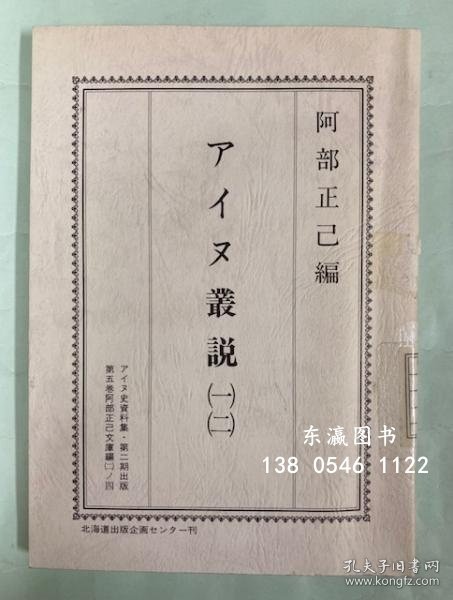 阿部正己編
アイヌ叢説(一)(二)
アイヌ史資料集・第二期出版
第五巻阿部正己文庫編(二)ノ四
北海道出版企画センター刊
东瀛图书
138 0546 1122
孔夫子旧书网
www.kongfz.com